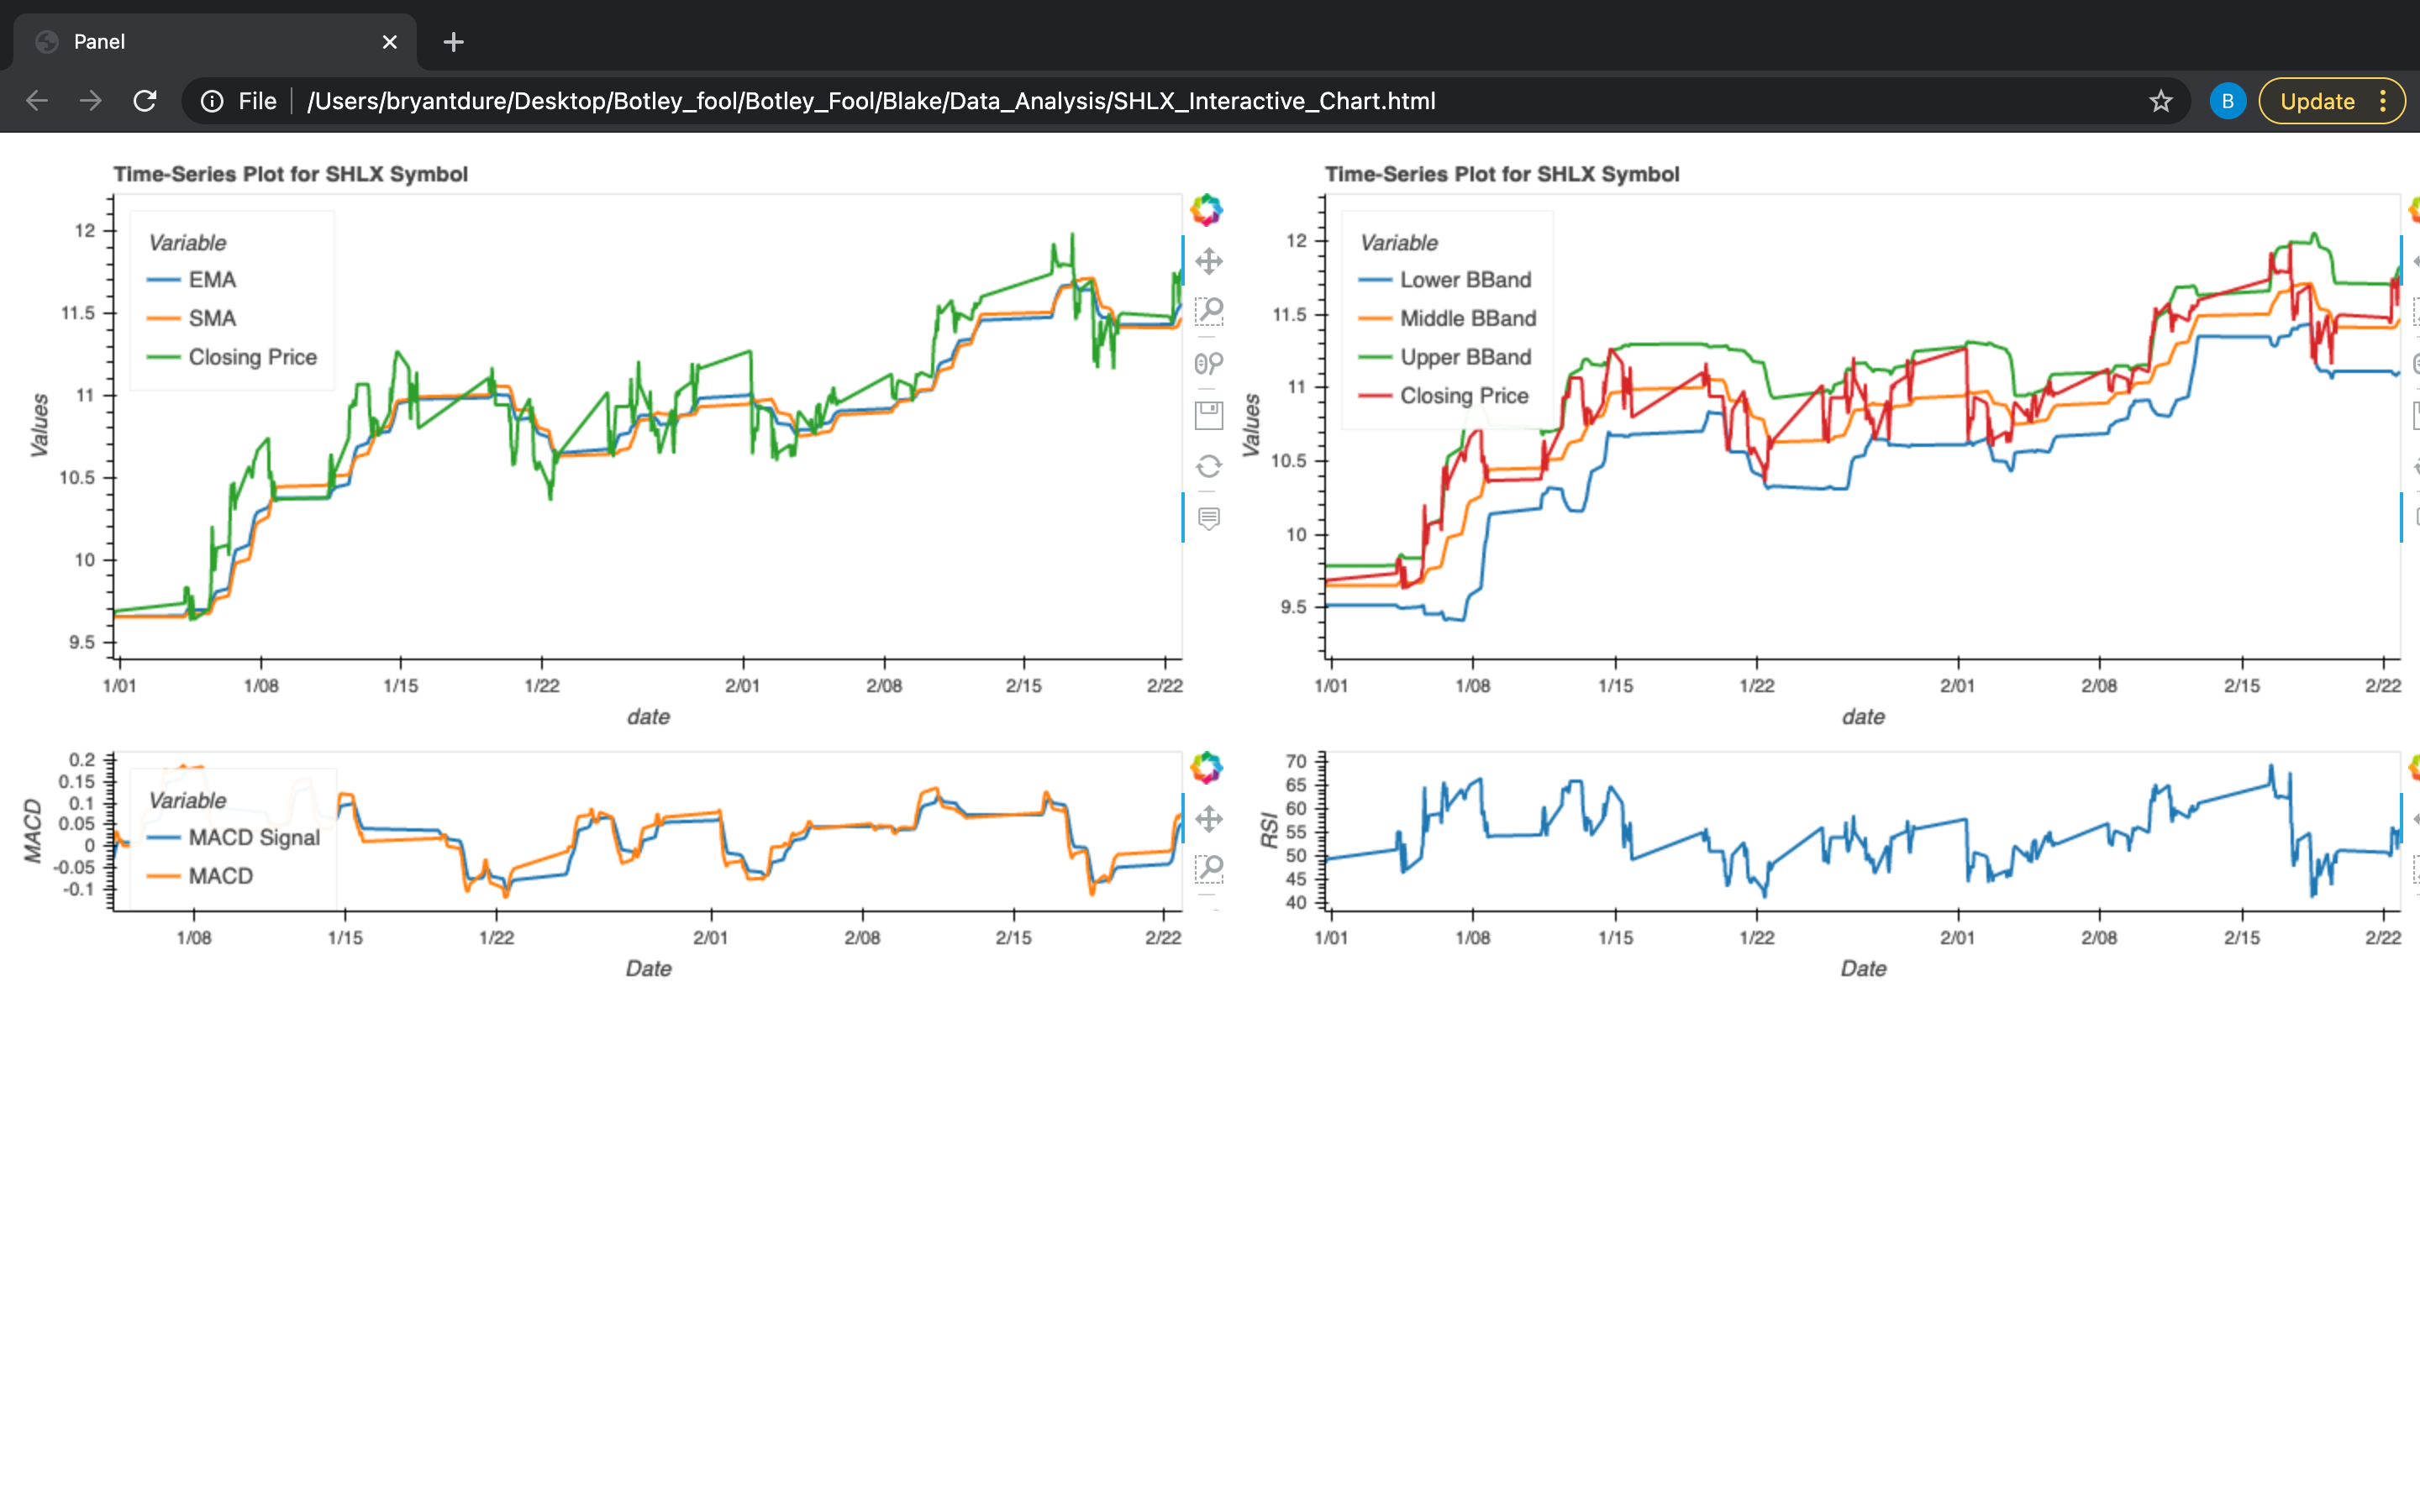 Panel
File
/Users/bryantdure/Desktop/Botley_fool/Botley_Fool/Blake/Data_Analysis/SHLX_Interactive_Chart.html
B
Update
Time-Series Plot for SHLX Symbol
Variable
EMA
SMA
Closing Price
Values
12
11.5
11
10.5
10
9.5
1/01
1/08
1/15
1/22
2/01
2/08
2/15
2/22
date
Time-Series Plot for SHLX Symbol
Variable
Lower BBand
Middle BBand
Upper BBand
Closing Price
Values
12
11.5
11
10.5
10
9.5
1/01
1/08
1/15
1/22
2/01
2/08
2/15
2/22
date
MACD
0.2
0.15
0.1
0.05
0
-0.05
-0.1
Variable
MACD Signal
MACD
1/08
1/15
1/22
2/01
2/08
2/15
2/22
Date
RSI
70
65
60
55
50
45
40
1/01
1/08
1/15
1/22
2/01
2/08
2/15
2/22
Date